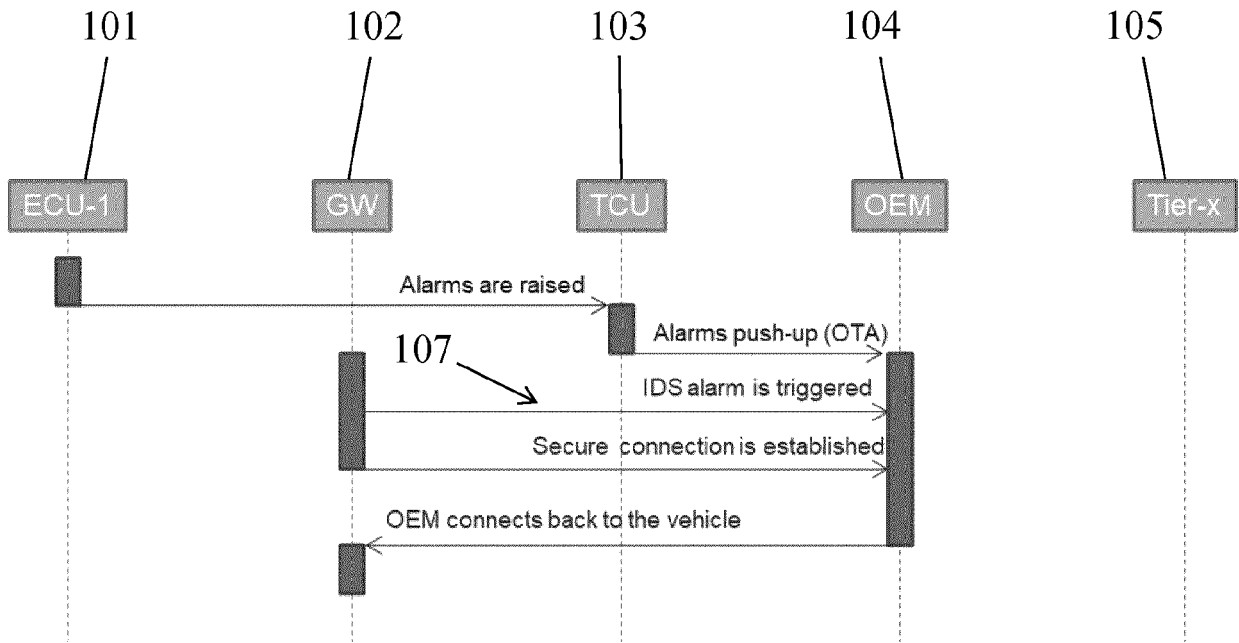 101 102 103 104 105
ECU-1 GW TCU OEM Tier-x
Alarms are raised
Alarms push-up (OTA)
107
IDS alarm is triggered
Secure connection is established
OEM connects back to the vehicle